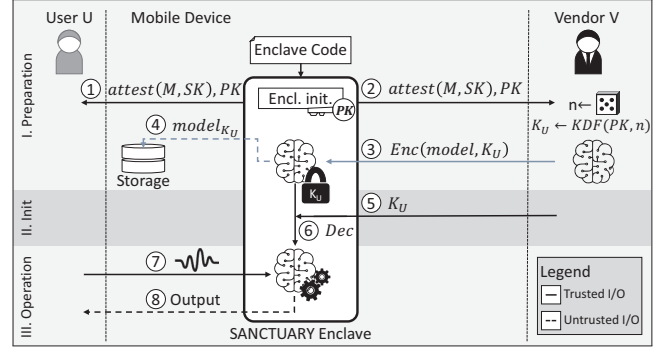 User U
Mobile Device
Vendor V
Enclave Code
I. Preparation
① attest(M, SK), PK
Encl. init.
PK
② attest(M, SK), PK
n←
K_U ← KDF(PK, n)
④ model_{K_U}
③ Enc(model, K_U)
Storage
K_U
II. Init
⑤ K_U
⑥ Dec
III. Operation
⑦
⑧ Output
SANCTUARY Enclave
Legend
Trusted I/O
Untrusted I/O